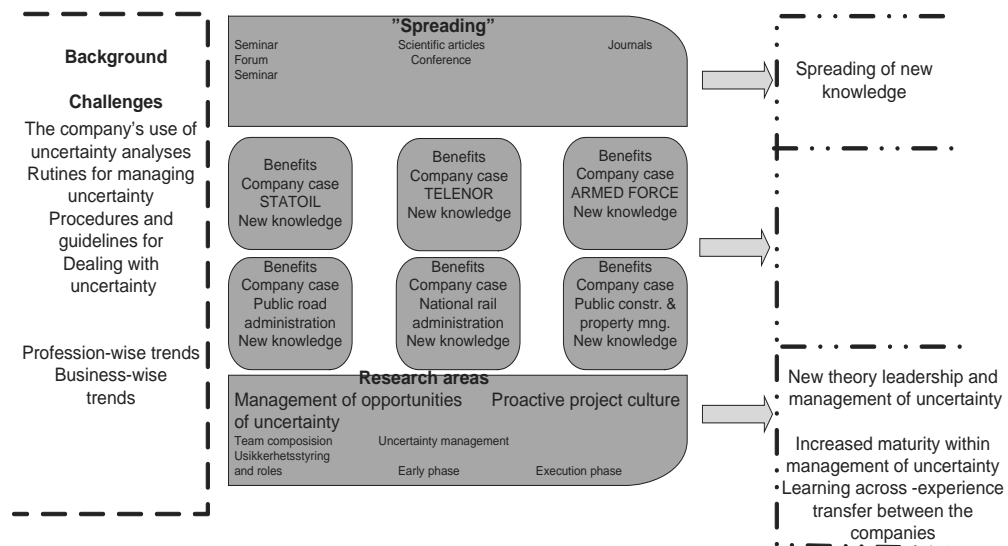 Background
Challenges
The company's use of
uncertainty analyses
Rutines for managing
uncertainty
Procedures and
guidelines for
Dealing with
uncertainty
Profession-wise trends
Business-wise
trends
”Spreading”
Seminar
Forum
Seminar
Scientific articles
Conference
Journals
Benefits
Company case
STATOIL
New knowledge
Benefits
Company case
TELENOR
New knowledge
Benefits
Company case
ARMED FORCE
New knowledge
Benefits
Company case
Public road
administration
New knowledge
Benefits
Company case
National rail
administration
New knowledge
Benefits
Company case
Public constr. &
property mng.
New knowledge
Research areas
Management of opportunities
of uncertainty
Proactive project culture
Team composision
Usikkerhetsstyring
and roles
Uncertainty management
Early phase
Execution phase
Spreading of new
knowledge
New theory leadership and
management of uncertainty
Increased maturity within
management of uncertainty
Learning across -experience
transfer between the
companies